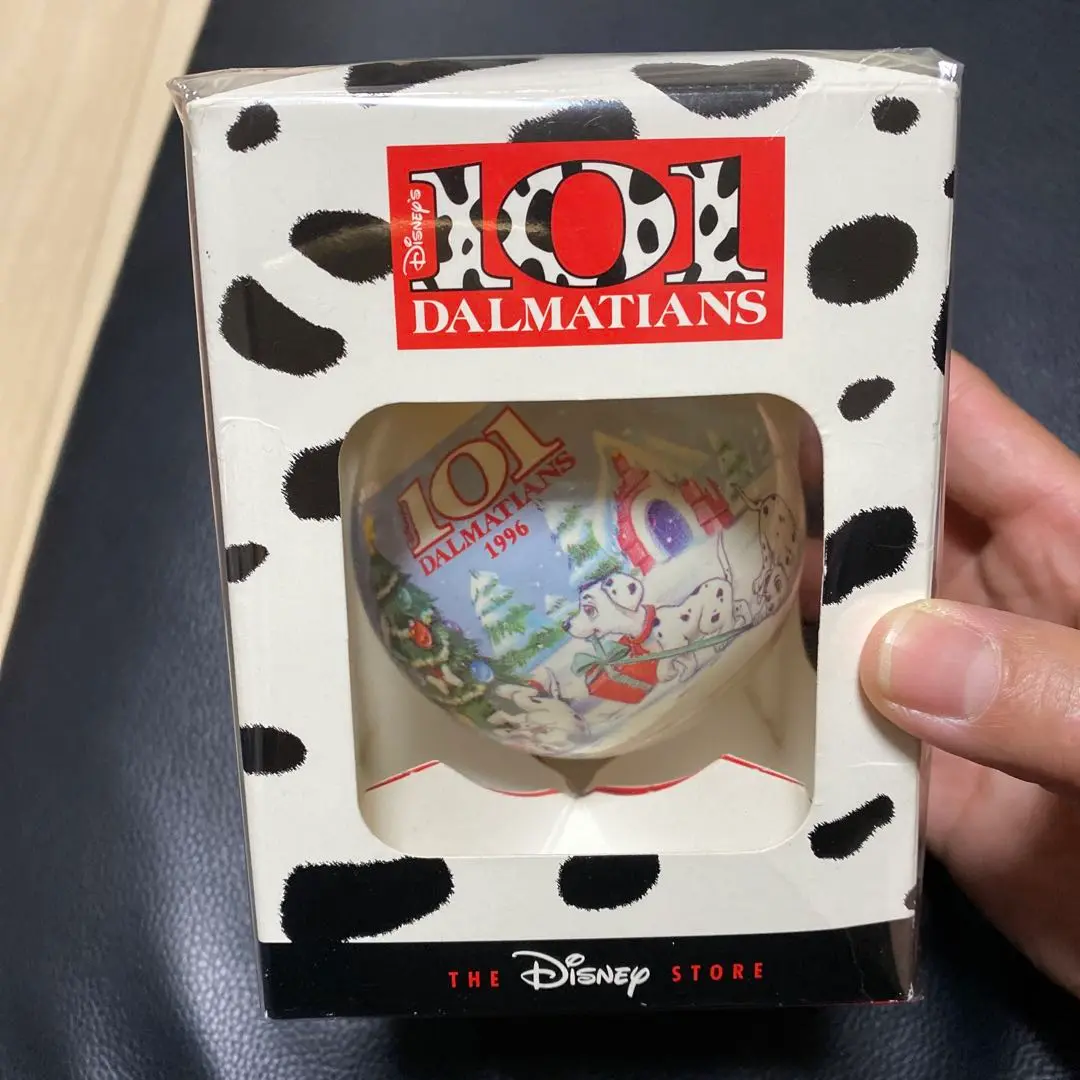 DISNEY'S
101
DALMATIANS
101
DALMATIANS
1996
THE DISNEY STORE